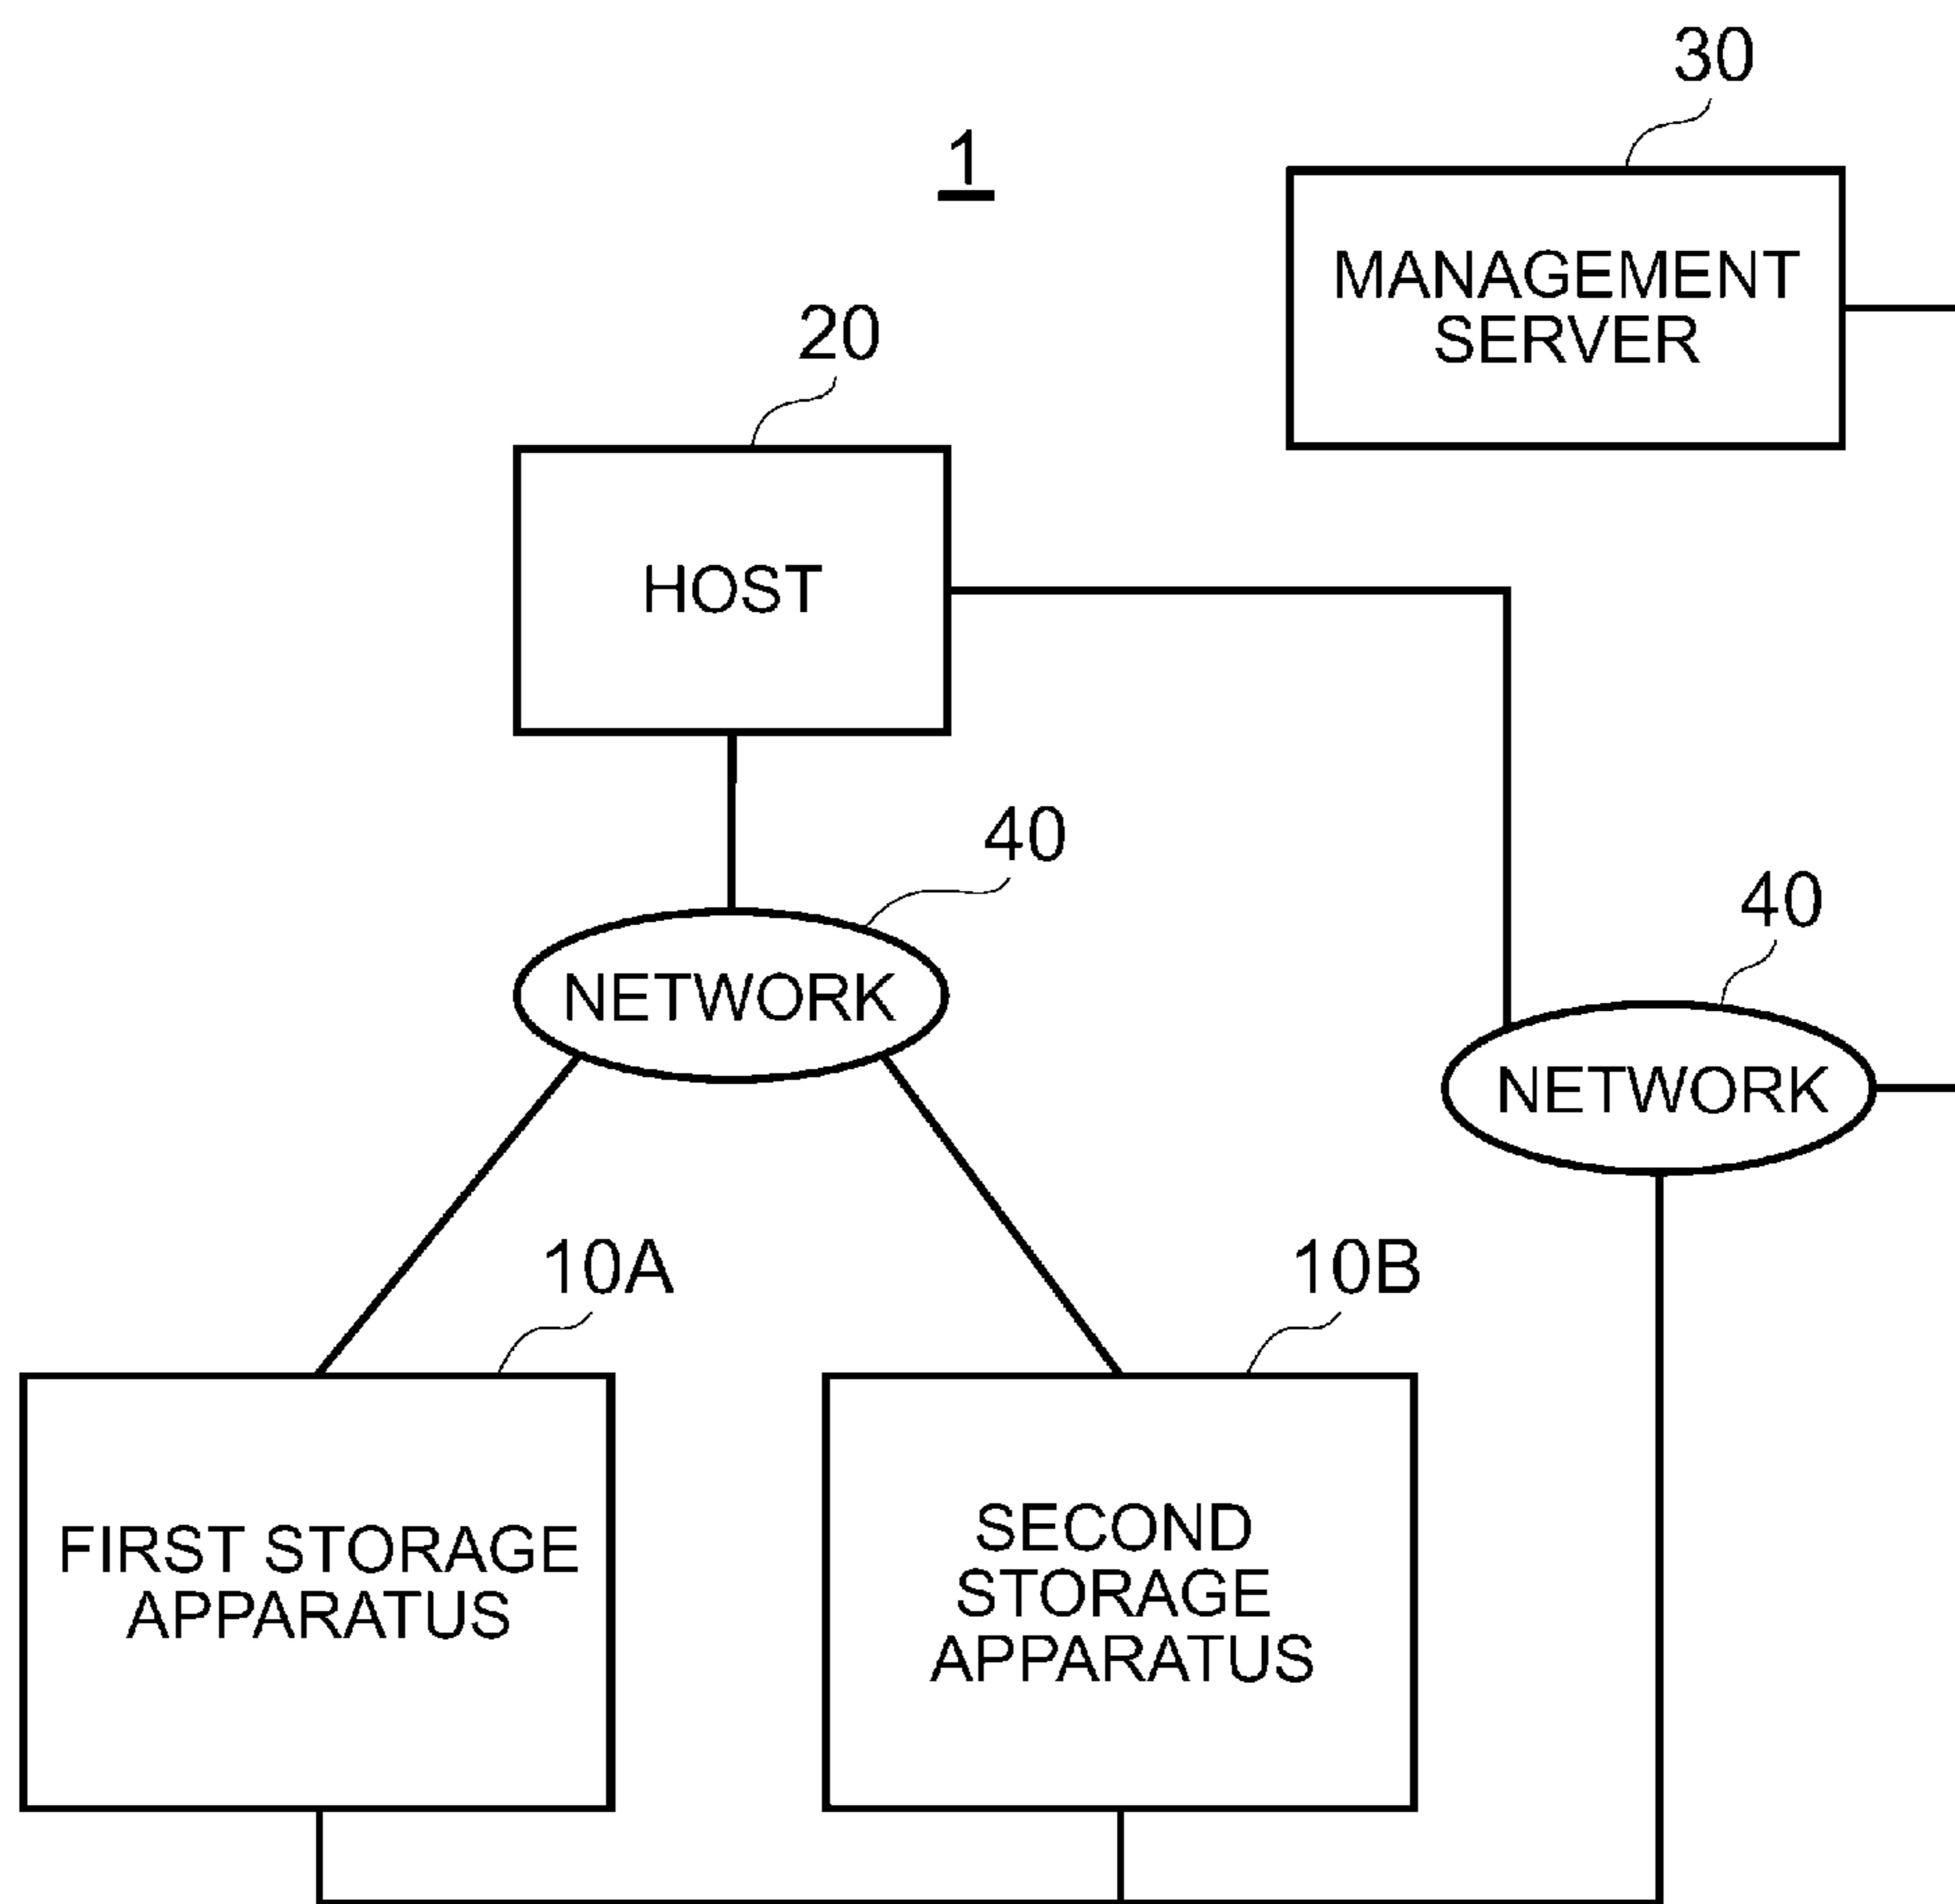 30
1
MANAGEMENT
SERVER
20
HOST
40
40
NETWORK
NETWORK
10A
10B
FIRST STORAGE
APPARATUS
SECOND
STORAGE
APPARATUS